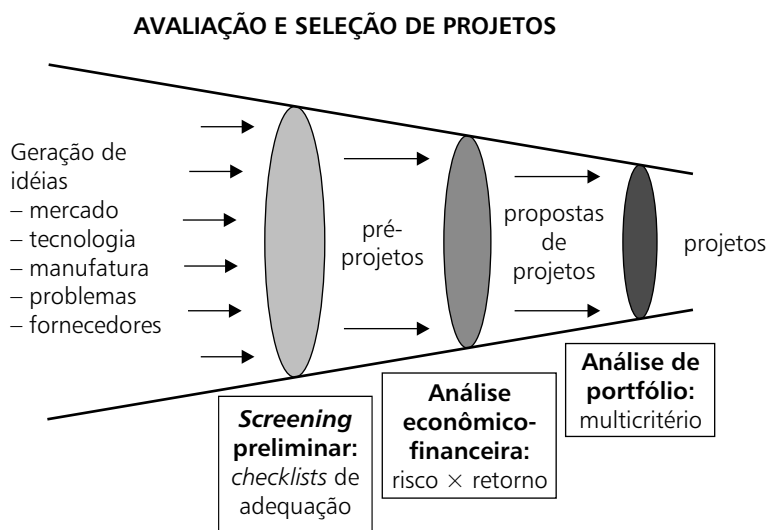 AVALIAÇÃO E SELEÇÃO DE PROJETOS
Geração de
idéias
– mercado
– tecnologia
– manufatura
– problemas
– fornecedores
pré-
projetos
propostas
de
projetos
projetos
Screening
preliminar:
checklists de
adequação
Análise
econômico-
financeira:
risco × retorno
Análise de
portfólio:
multicritério